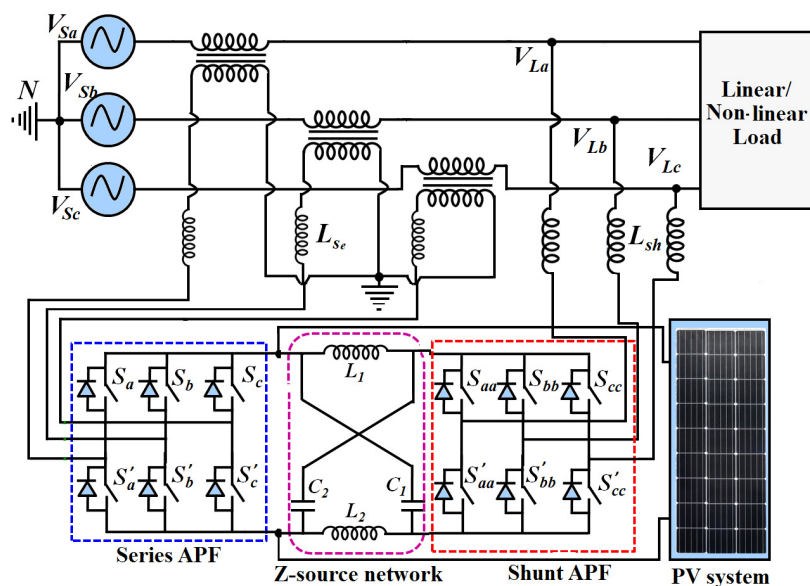 V_Sa
V_La
N
V_Sb
Linear/
Non-linear
Load
V_Lb
V_Lc
V_Sc
L_se
L_sh
L_1
S_a
S_b
S_c
S_aa
S_bb
S_cc
S'_a
S'_b
S'_c
C_2
C_1
L_2
S'_aa
S'_bb
S'_cc
Series APF
Z-source network
Shunt APF
PV system